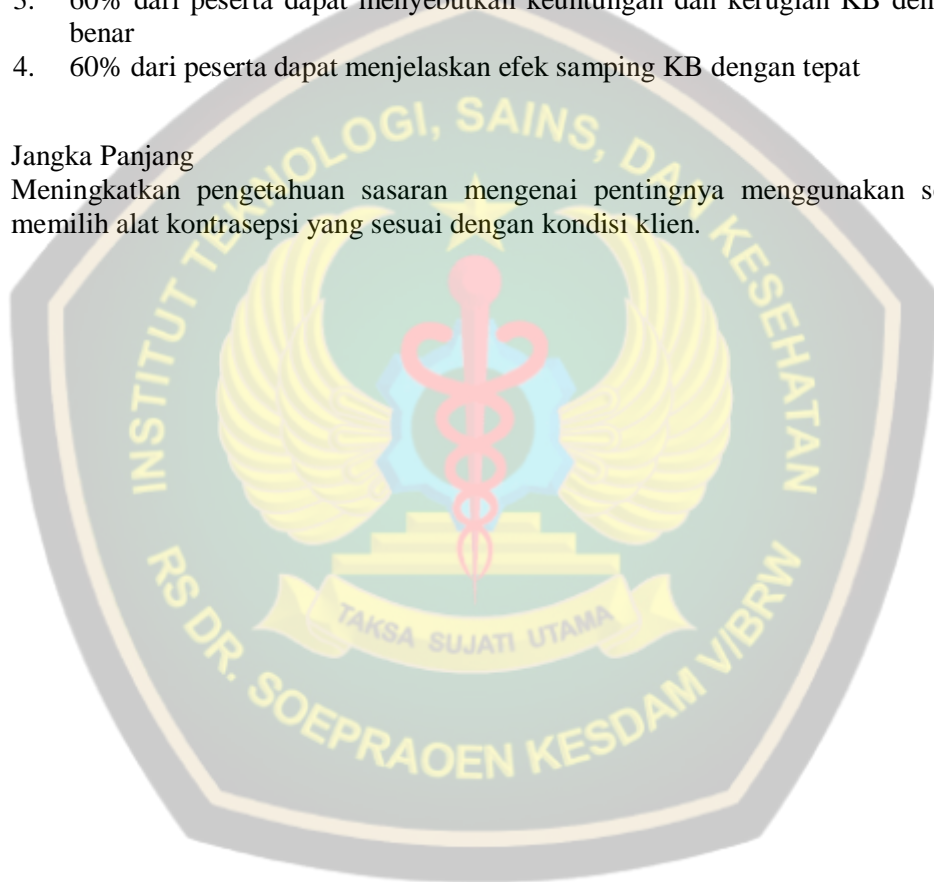 60% dari peserta dapat menyebutkan keuntungan dan kerugian KB
benar
4. 60% dari peserta dapat menjelaskan efek samping KB dengan tepat
Jangka Panjang
Meningkatkan pengetahuan sasaran mengenai pentingnya menggunakan
memilih alat kontrasepsi yang sesuai dengan kondisi klien.
INSTITUT TEKNOLOGI, SAINS, DAN KESEHATAN
TAKSA SUJATI UTAMA
RS DR. SOEPRAOEN KESDAM V/BRW